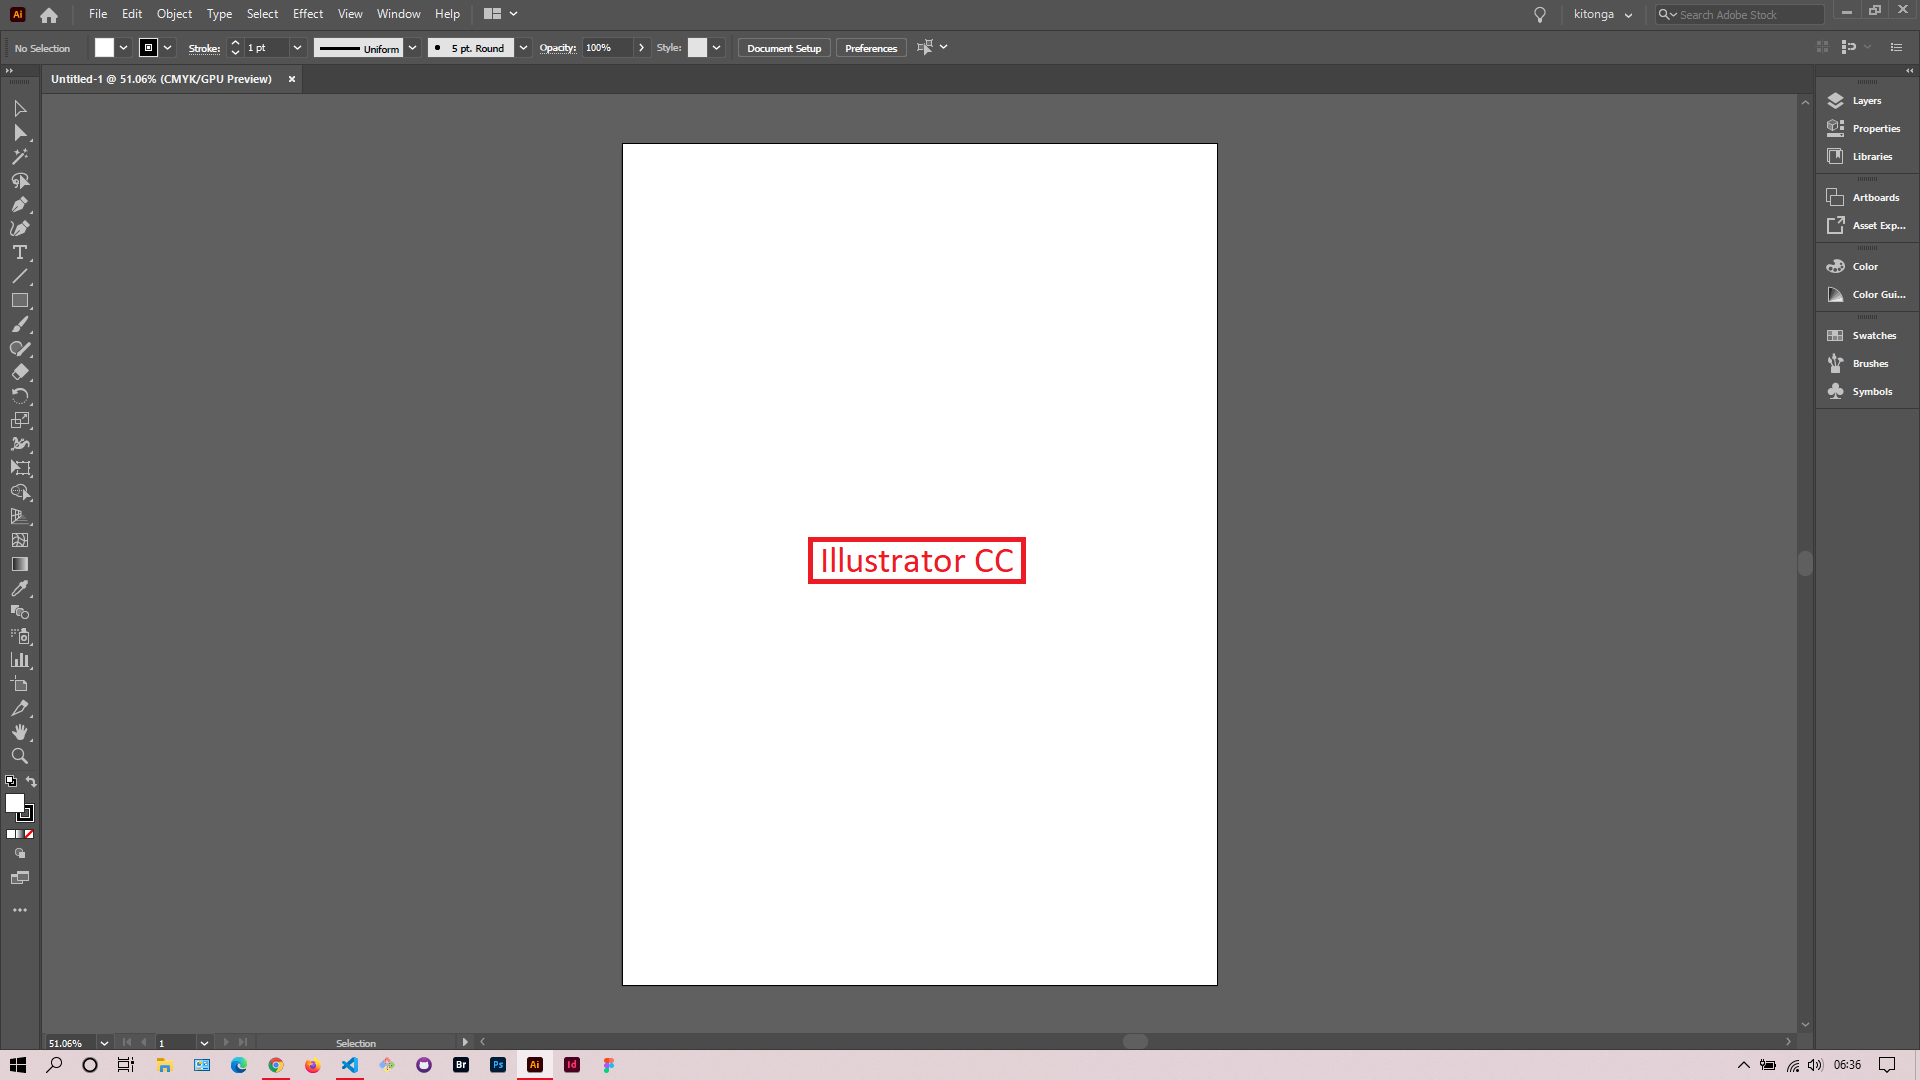 Ai File Edit Object Type Select Effect View Window Help kitonga Search Adobe Stock
No Selection Stroke: 1 pt Uniform 5 pt. Round Opacity: 100% Style: Document Setup Preferences
Untitled-1 @ 51.06% (CMYK/GPU Preview)
Layers
Properties
Libraries
Artboards
Asset Exp...
Color
Color Gui...
Swatches
Brushes
Symbols
Illustrator CC
51.06% 1 Selection
Br Ps Ai Id 06:36